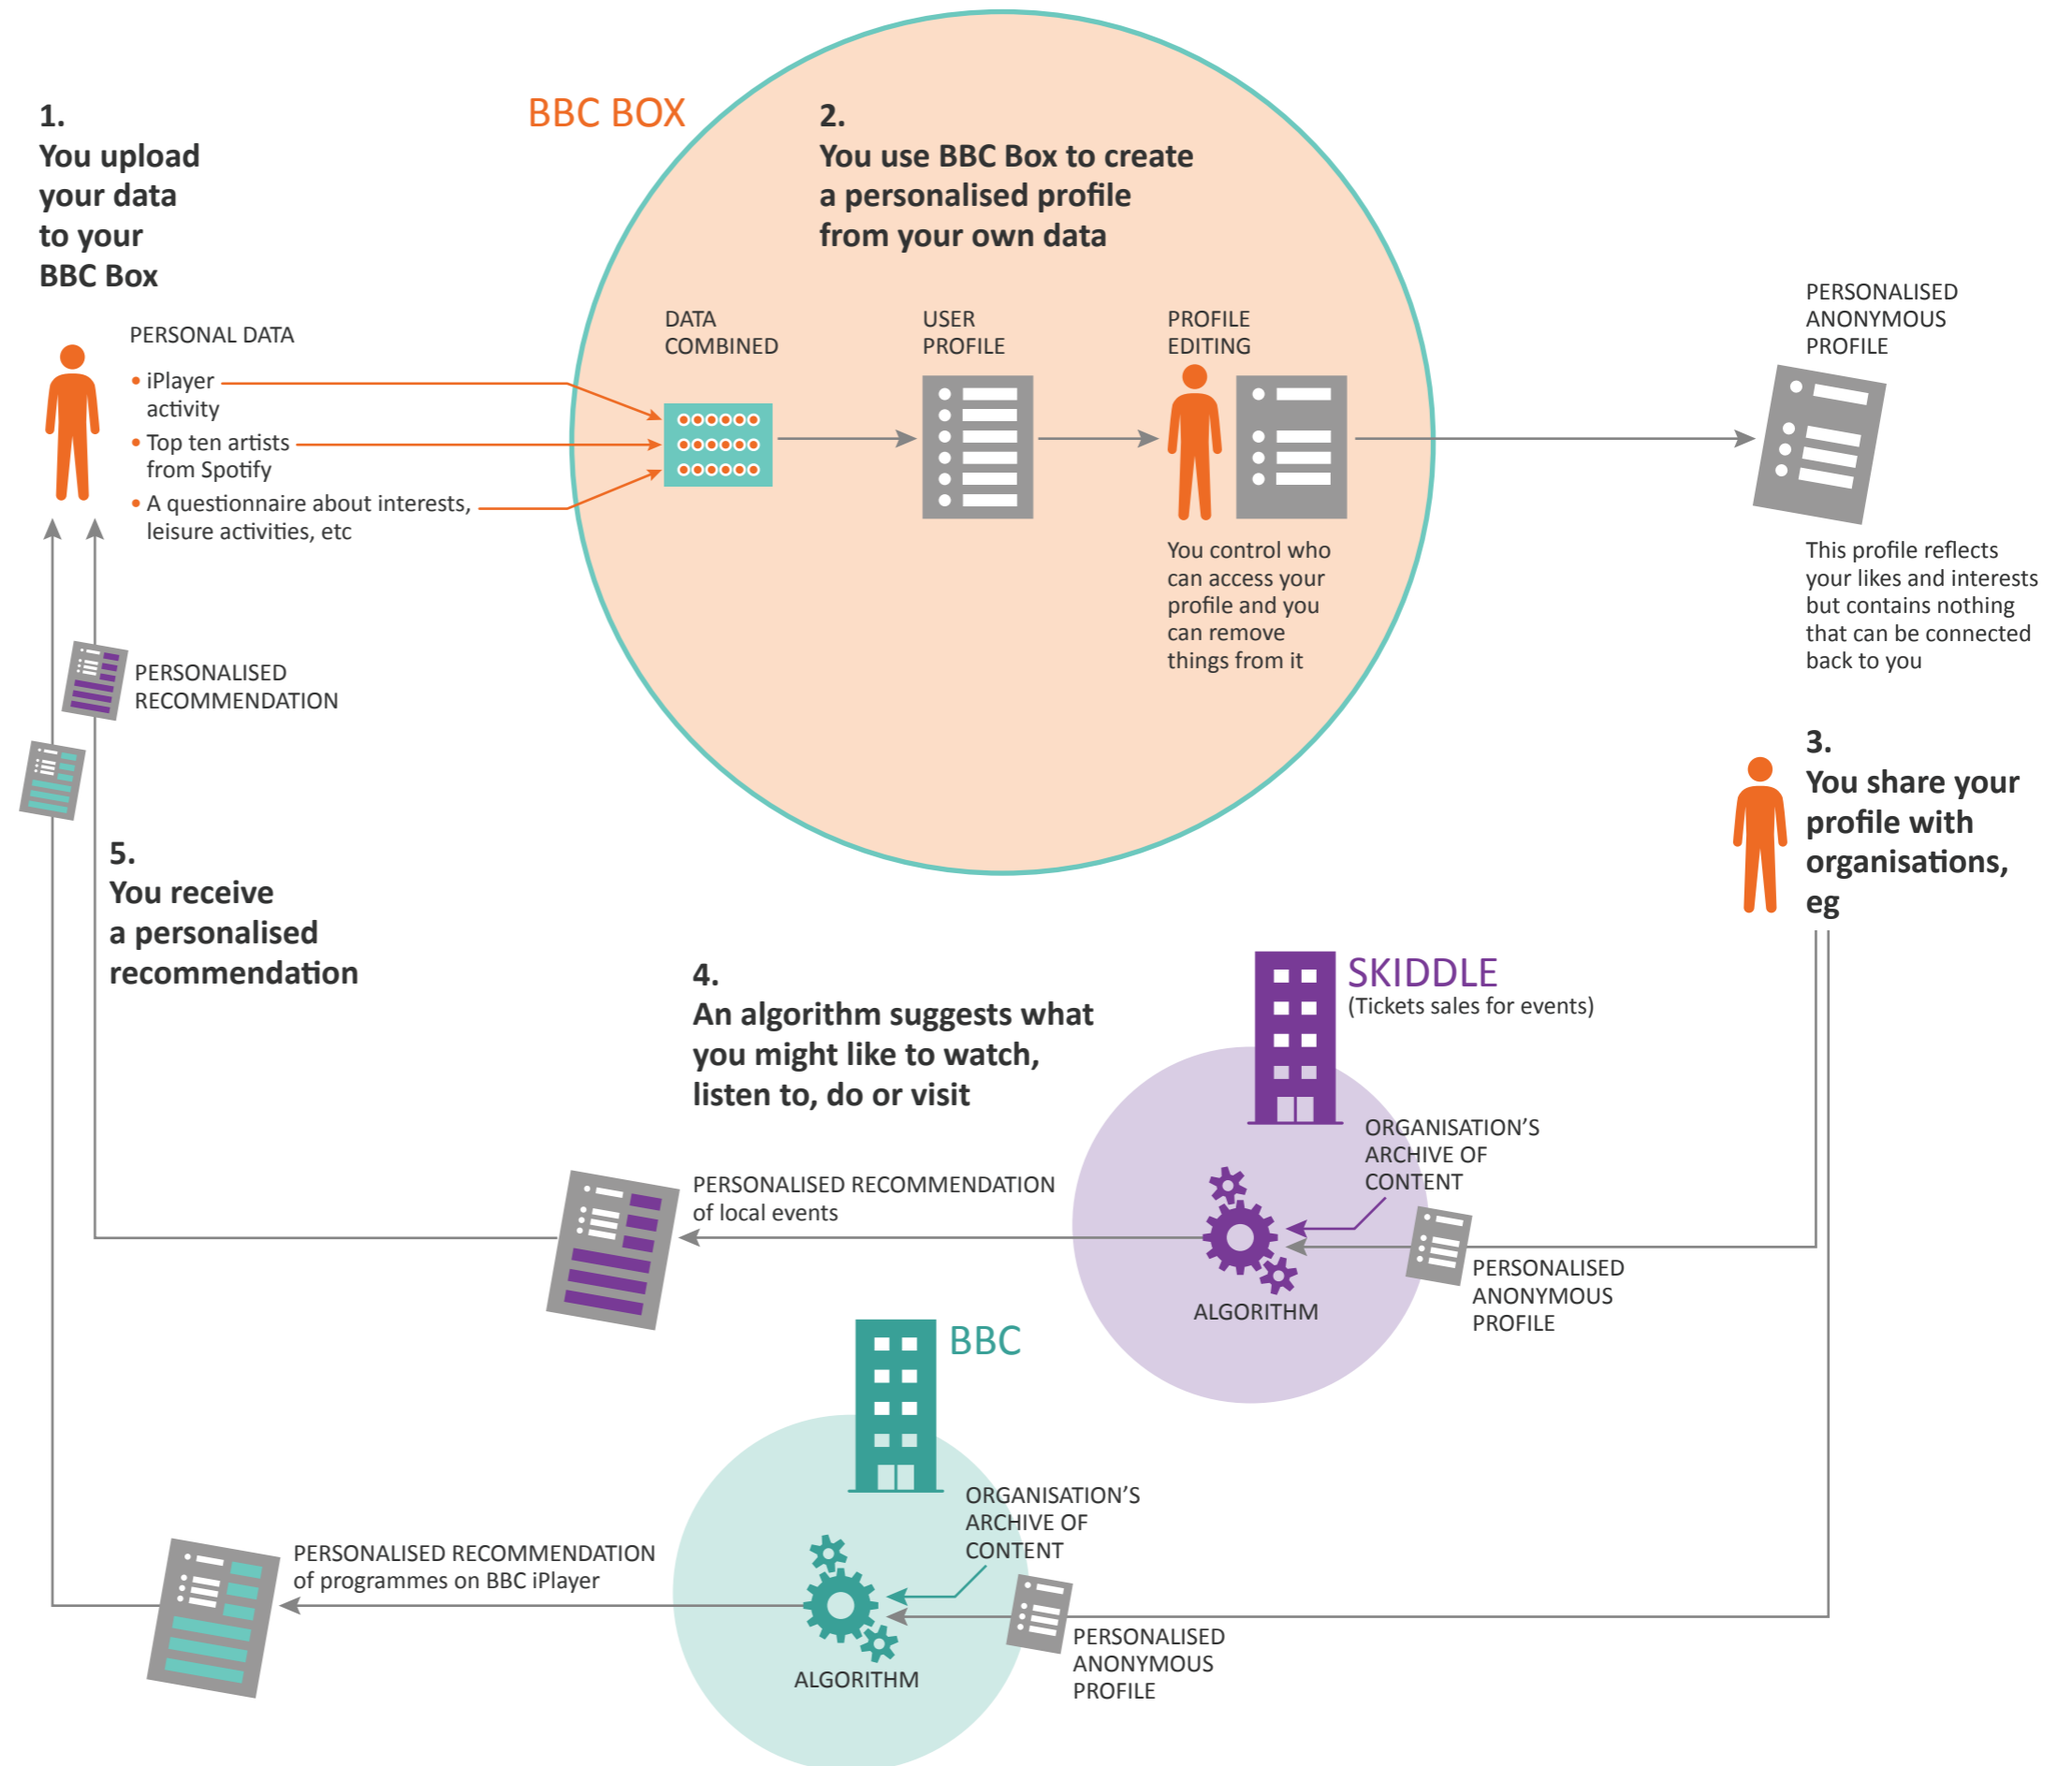 1.
You upload
your data
to your
BBC Box
BBC BOX
2.
You use BBC Box to create
a personalised profile
from your own data
PERSONAL DATA
• iPlayer
activity
• Top ten artists
from Spotify
• A questionnaire about interests,
leisure activities, etc
DATA
COMBINED
USER
PROFILE
PROFILE
EDITING
You control who
can access your
profile and you
can remove
things from it
PERSONALISED
ANONYMOUS
PROFILE
This profile reflects
your likes and interests
but contains nothing
that can be connected
back to you
3.
You share your
profile with
organisations,
eg
SKIDDLE
(Tickets sales for events)
ORGANISATION’S
ARCHIVE OF
CONTENT
ALGORITHM
PERSONALISED
ANONYMOUS
PROFILE
BBC
ORGANISATION’S
ARCHIVE OF
CONTENT
ALGORITHM
PERSONALISED
ANONYMOUS
PROFILE
4.
An algorithm suggests what
you might like to watch,
listen to, do or visit
PERSONALISED RECOMMENDATION
of local events
PERSONALISED RECOMMENDATION
of programmes on BBC iPlayer
5.
You receive
a personalised
recommendation
PERSONALISED
RECOMMENDATION